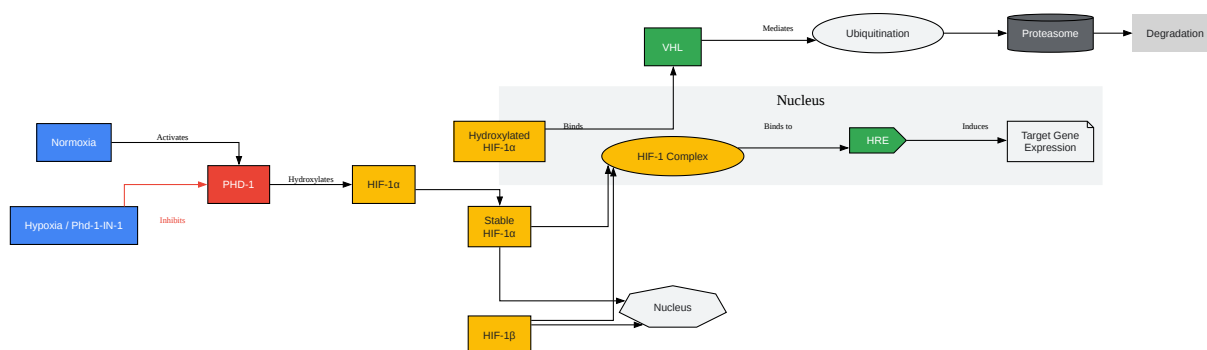 Ubiquitination
Proteasome
Degradation
Mediates
VHL
Nucleus
Normoxia
Activates
Hydroxylated
HIF-1α
Binds
HIF-1 Complex
Binds to
HRE
Induces
Target Gene
Expression
PHD-1
Hydroxylates
HIF-1α
Hypoxia / Phd-1-IN-1
Inhibits
Stable
HIF-1α
Nucleus
HIF-1β